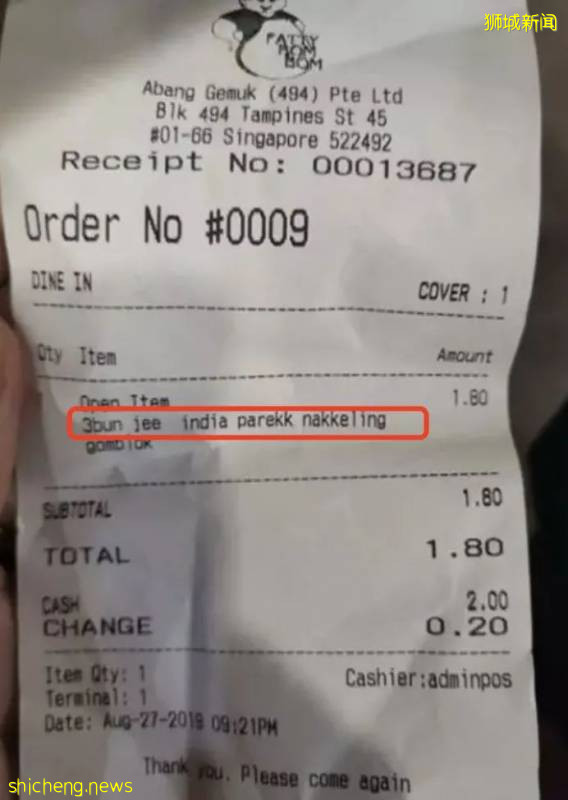 狮城新闻
FATTY
BOM
BOM
Abang Gemuk (494) Pte Ltd
Blk 494 Tampines St 45
#01-66 Singapore 522492
Receipt No: 00013687
Order No #0009
DINE IN COVER : 1
Qty Item Amount
Open Item 1.80
3bun jee india parekk nakkeling
gomblok
SUBTOTAL 1.80
TOTAL 1.80
CASH 2.00
CHANGE 0.20
Item Qty: 1 Cashier:adminpos
Terminal: 1
Date: Aug-27-2018 09:21PM
Thank you. Please come again
shicheng.news